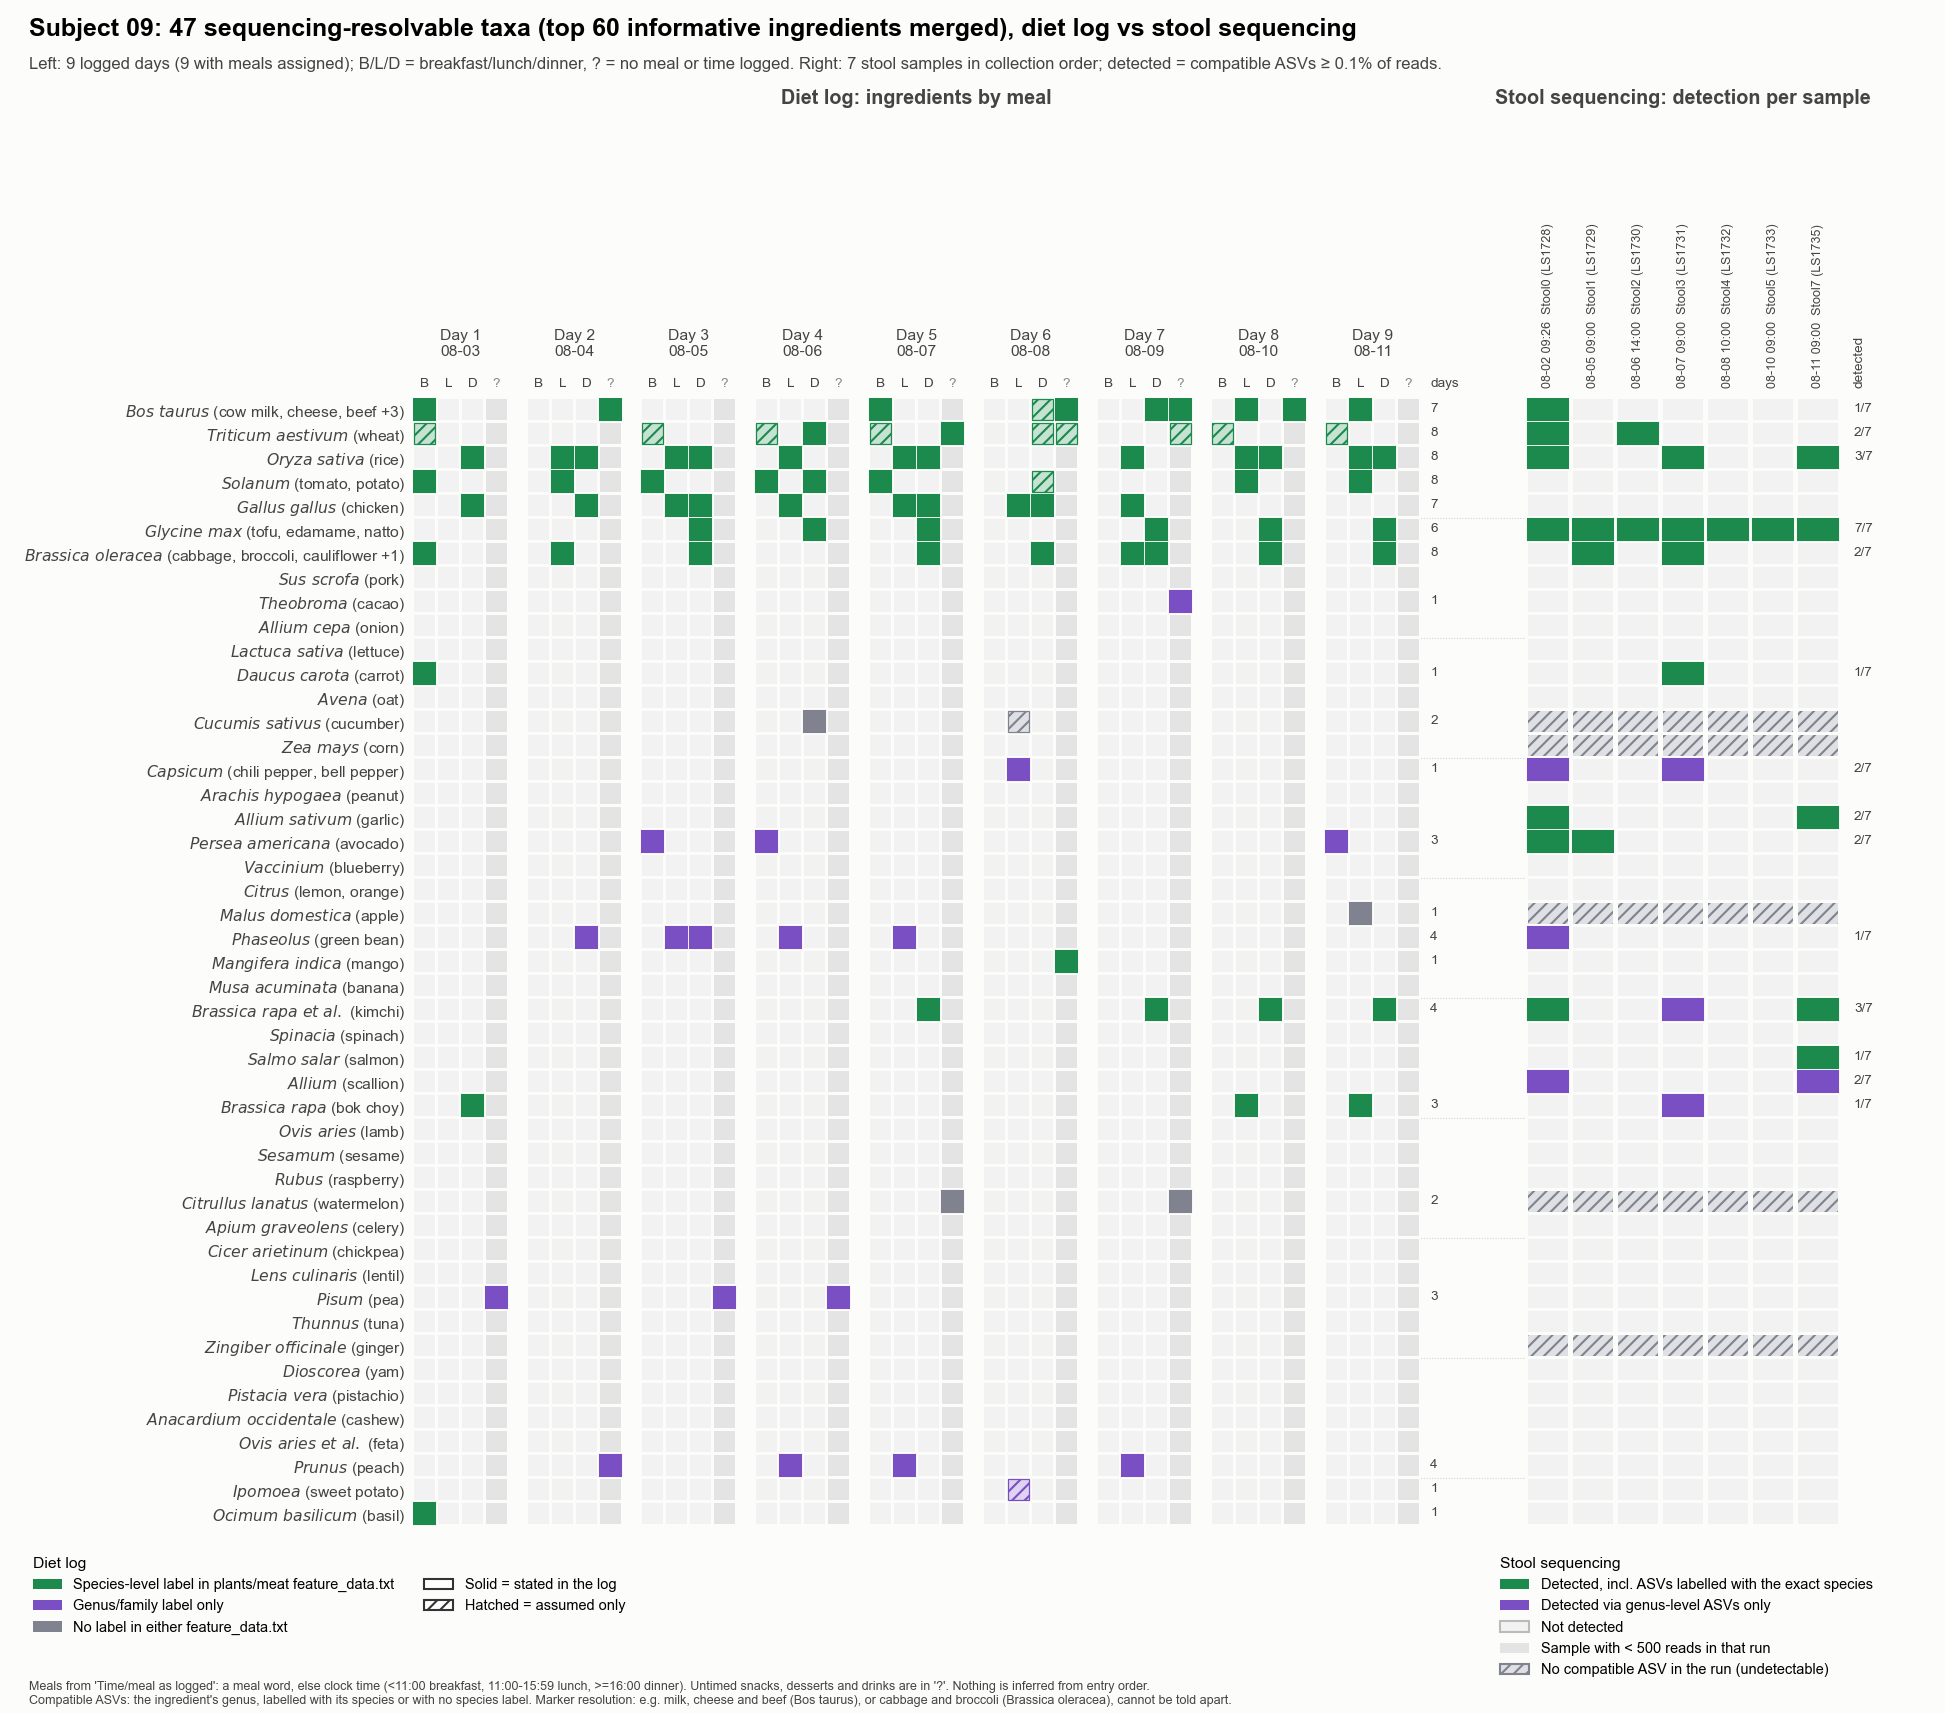 Subject 09: 47 sequencing-resolvable taxa (top 60 informative ingredients merged), diet log vs stool sequencing
Left: 9 logged days (9 with meals assigned); B/L/D = breakfast/lunch/dinner, ? = no meal or time logged. Right: 7 stool samples in collection order; detected = compatible ASVs ≥ 0.1% of reads.
Diet log: ingredients by meal
Stool sequencing: detection per sample
08-02 09:26 Stool0 (LS1728)
08-05 09:00 Stool1 (LS1729)
08-06 14:00 Stool2 (LS1730)
08-07 09:00 Stool3 (LS1731)
08-08 10:00 Stool4 (LS1732)
08-10 09:00 Stool5 (LS1733)
08-11 09:00 Stool7 (LS1735)
detected
Day 1 Day 2 Day 3 Day 4 Day 5 Day 6 Day 7 Day 8 Day 9
08-03 08-04 08-05 08-06 08-07 08-08 08-09 08-10 08-11
B L D ? B L D ? B L D ? B L D ? B L D ? B L D ? B L D ? B L D ? B L D ? days
Bos taurus (cow milk, cheese, beef +3) 7 1/7
Triticum aestivum (wheat) 8 2/7
Oryza sativa (rice) 8 3/7
Solanum (tomato, potato) 8
Gallus gallus (chicken) 7
Glycine max (tofu, edamame, natto) 6 7/7
Brassica oleracea (cabbage, broccoli, cauliflower +1) 8 2/7
Sus scrofa (pork)
Theobroma (cacao) 1
Allium cepa (onion)
Lactuca sativa (lettuce)
Daucus carota (carrot) 1 1/7
Avena (oat)
Cucumis sativus (cucumber) 2
Zea mays (corn)
Capsicum (chili pepper, bell pepper) 1 2/7
Arachis hypogaea (peanut)
Allium sativum (garlic) 2/7
Persea americana (avocado) 3 2/7
Vaccinium (blueberry)
Citrus (lemon, orange)
Malus domestica (apple) 1
Phaseolus (green bean) 4 1/7
Mangifera indica (mango) 1
Musa acuminata (banana)
Brassica rapa et al. (kimchi) 4 3/7
Spinacia (spinach)
Salmo salar (salmon) 1/7
Allium (scallion) 2/7
Brassica rapa (bok choy) 3 1/7
Ovis aries (lamb)
Sesamum (sesame)
Rubus (raspberry)
Citrullus lanatus (watermelon) 2
Apium graveolens (celery)
Cicer arietinum (chickpea)
Lens culinaris (lentil)
Pisum (pea) 3
Thunnus (tuna)
Zingiber officinale (ginger)
Dioscorea (yam)
Pistacia vera (pistachio)
Anacardium occidentale (cashew)
Ovis aries et al. (feta)
Prunus (peach) 4
Ipomoea (sweet potato) 1
Ocimum basilicum (basil) 1
Diet log
Species-level label in plants/meat feature_data.txt
Genus/family label only
No label in either feature_data.txt
Solid = stated in the log
Hatched = assumed only
Stool sequencing
Detected, incl. ASVs labelled with the exact species
Detected via genus-level ASVs only
Not detected
Sample with < 500 reads in that run
No compatible ASV in the run (undetectable)
Meals from 'Time/meal as logged': a meal word, else clock time (<11:00 breakfast, 11:00-15:59 lunch, >=16:00 dinner). Untimed snacks, desserts and drinks are in '?'. Nothing is inferred from entry order.
Compatible ASVs: the ingredient's genus, labelled with its species or with no species label. Marker resolution: e.g. milk, cheese and beef (Bos taurus), or cabbage and broccoli (Brassica oleracea), cannot be told apart.